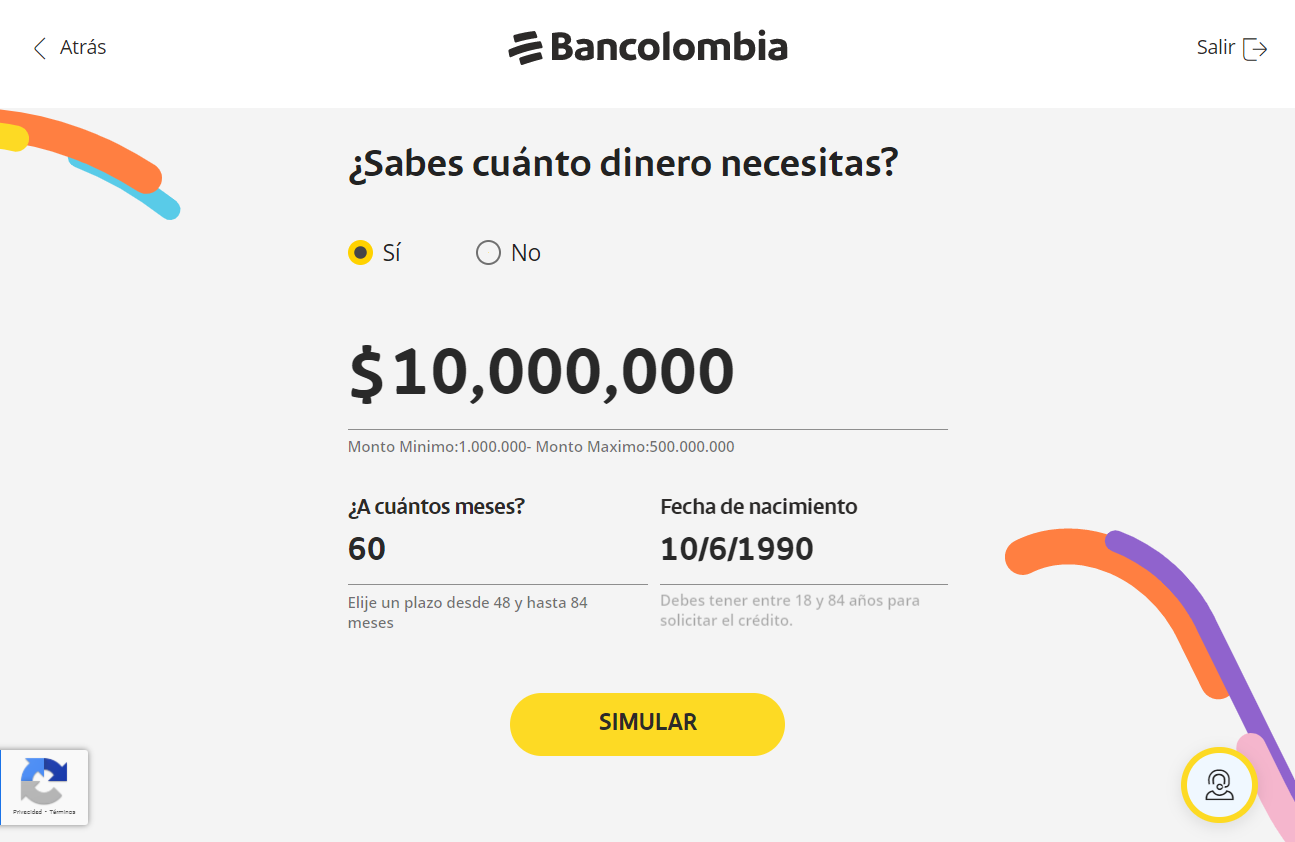 Atrás
Bancolombia
Salir
¿Sabes cuánto dinero necesitas?
Sí
No
$10,000,000
Monto Minimo:1.000.000- Monto Maximo:500.000.000
¿A cuántos meses?
60
Elije un plazo desde 48 y hasta 84
meses
Fecha de nacimiento
10/6/1990
Debes tener entre 18 y 84 años para
solicitar el crédito.
SIMULAR
Privacidad - Términos